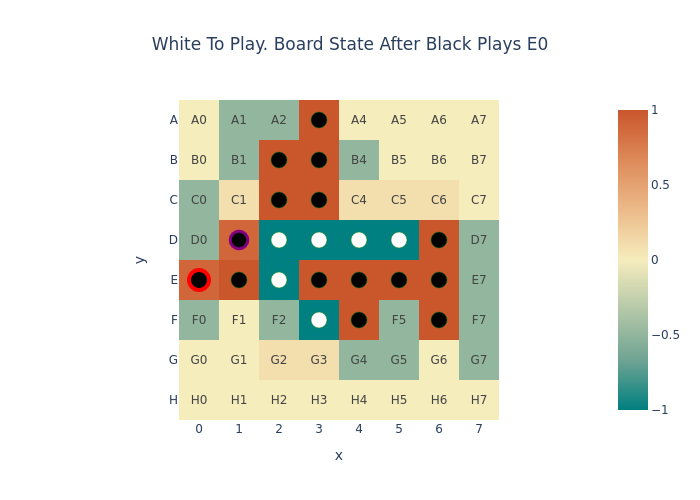 White To Play. Board State After Black Plays E0
A A0 A1 A2 A4 A5 A6 A7
B B0 B1 B4 B5 B6 B7
C C0 C1 C4 C5 C6 C7
D D0 D7
E E7
F F0 F1 F2 F5 F7
G G0 G1 G2 G3 G4 G5 G6 G7
H H0 H1 H2 H3 H4 H5 H6 H7
0 1 2 3 4 5 6 7
x
y
1
0.5
0
−0.5
−1